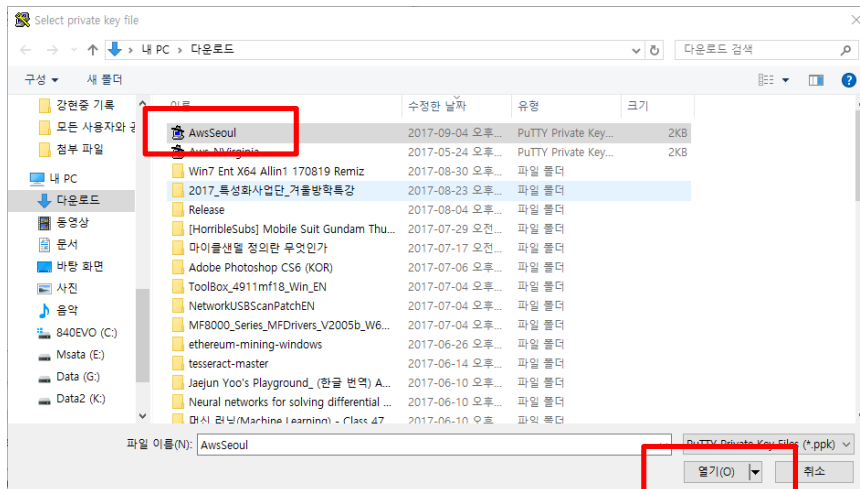 Select private key file
내 PC > 다운로드
다운로드 검색
구성
새 폴더
이름
수정한 날짜
유형
크기
강현중 기록
모든 사용자와
첨부 파일
내 PC
다운로드
동영상
문서
바탕 화면
사진
음악
840EVO (C:)
Msata (E:)
Data (G:)
Data2 (K:)
AwsSeoul 2017-09-04 오후... PuTTY Private Key... 2KB
Aws-NVirginia 2017-05-24 오후... PuTTY Private Key... 2KB
Win7 Ent X64 Allin1 170819 Remiz 2017-08-30 오후... 파일 폴더
2017_특성화사업단_겨울방학특강 2017-08-23 오후... 파일 폴더
Release 2017-08-04 오후... 파일 폴더
[HorribleSubs] Mobile Suit Gundam Thu... 2017-07-29 오전... 파일 폴더
마이클샌델 정의란 무엇인가 2017-07-17 오전... 파일 폴더
Adobe Photoshop CS6 (KOR) 2017-07-06 오후... 파일 폴더
ToolBox_4911mf18_Win_EN 2017-07-04 오후... 파일 폴더
NetworkUSBScanPatchEN 2017-07-04 오후... 파일 폴더
MF8000_Series_MFDrivers_V2005b_W6... 2017-07-04 오후... 파일 폴더
ethereum-mining-windows 2017-06-26 오후... 파일 폴더
tesseract-master 2017-06-14 오후... 파일 폴더
Jaejun Yoo's Playground_ (한글 번역) A... 2017-06-10 오후... 파일 폴더
Neural networks for solving differential ... 2017-06-10 오후... 파일 폴더
머신 러닝(Machine Learning) - Class 47 2017-06-10 오후 파일 폴더
파일 이름(N): AwsSeoul
PuTTY Private Key Files (*.ppk)
열기(O)
취소